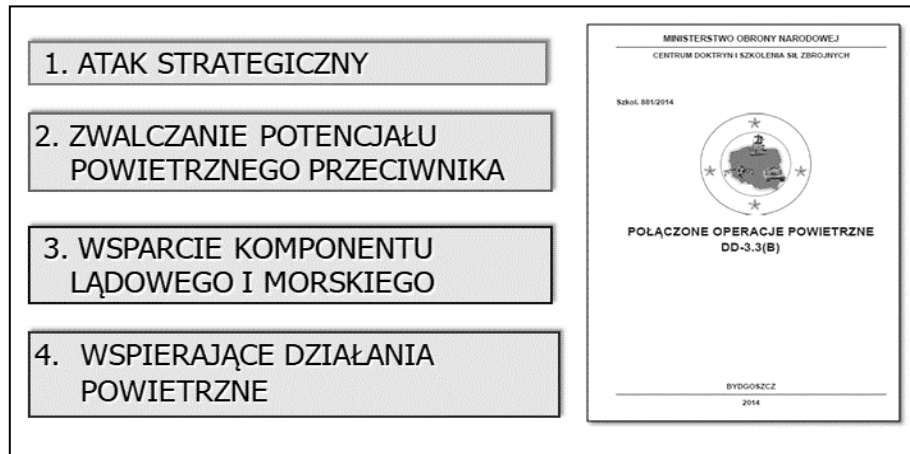 1. ATAK STRATEGICZNY
2. ZWALCZANIE POTENCJAŁU
POWIETRZNEGO PRZECIWNIKA
3. WSPARCIE KOMPONENTU
LĄDOWEGO I MORSKIEGO
4. WSPIERAJĄCE DZIAŁANIA
POWIETRZNE
MINISTERSTWO OBRONY NARODOWEJ
CENTRUM DOKTRYN I SZKOLENIA SIŁ ZBROJNYCH
Szkol. 881/2014
POŁĄCZONE OPERACJE POWIETRZNE
DD-3.3(B)
BYDGOSZCZ
2014